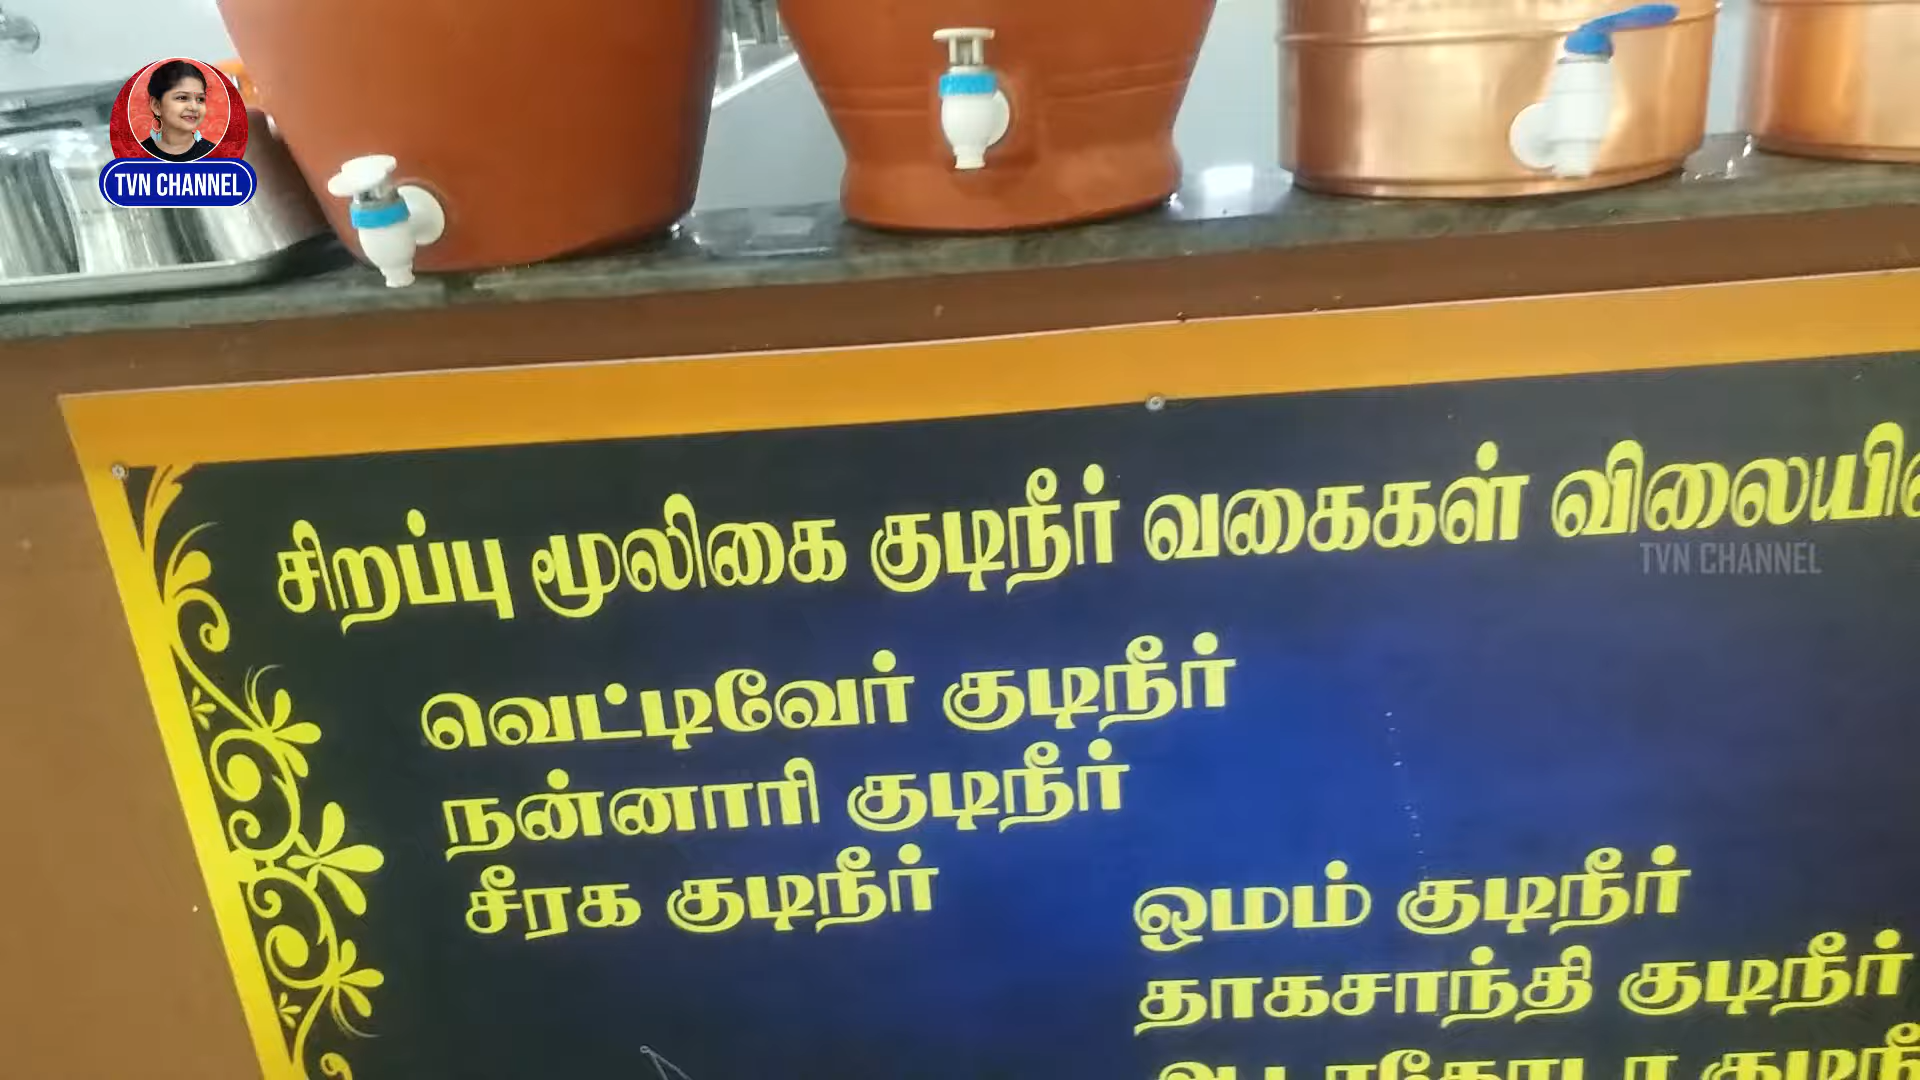 TVN CHANNEL
சிறப்பு மூலிகை குடிநீர் வகைகள்
TVN CHANNEL
வெட்டிவேர் குடிநீர்
நன்னாரி குடிநீர்
சீரக குடிநீர்
ஓமம் குடிநீர்
தாகசாந்தி குடிநீர்